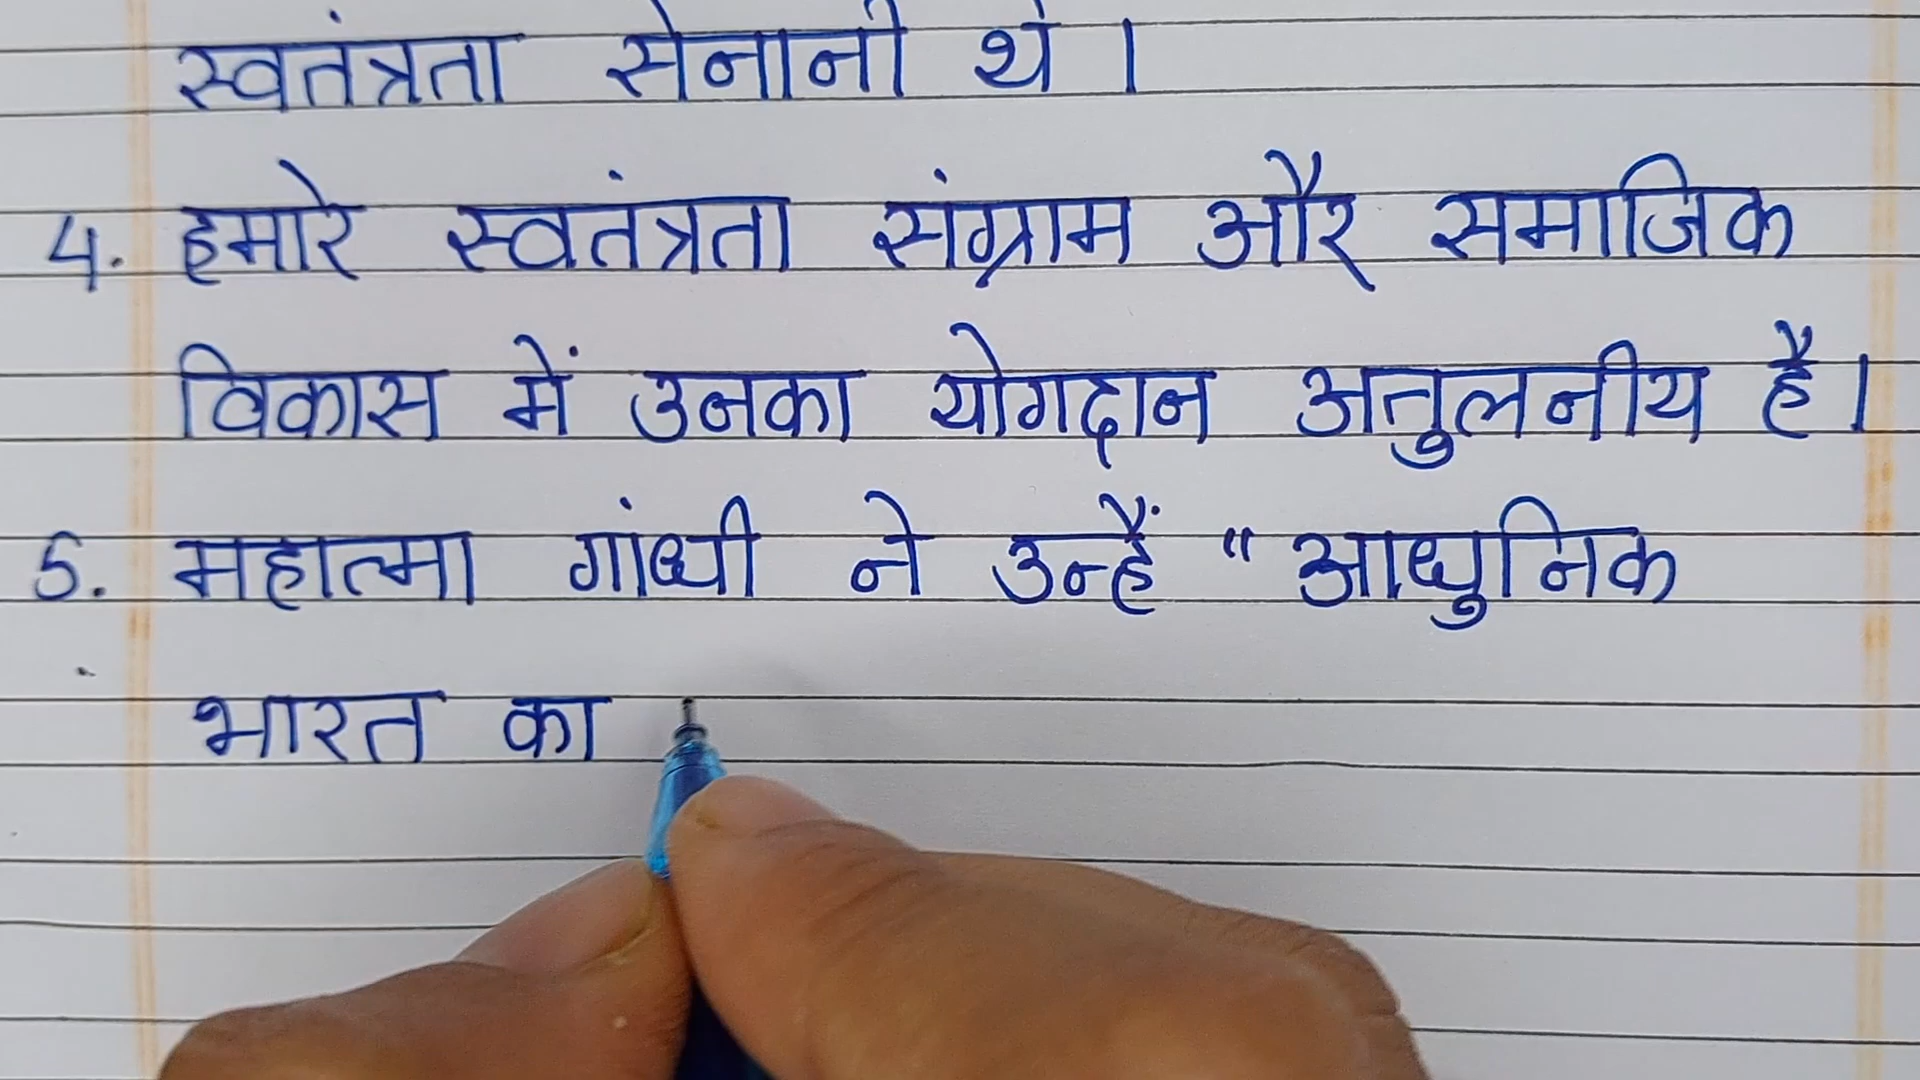 स्वतंत्रता सेनानी थे।
4. हमारे स्वतंत्रता संग्राम और समाजिक
विकास में उनका योगदान अतुलनीय है।
5. महात्मा गांधी ने उन्हैं "आधुनिक
भारत का